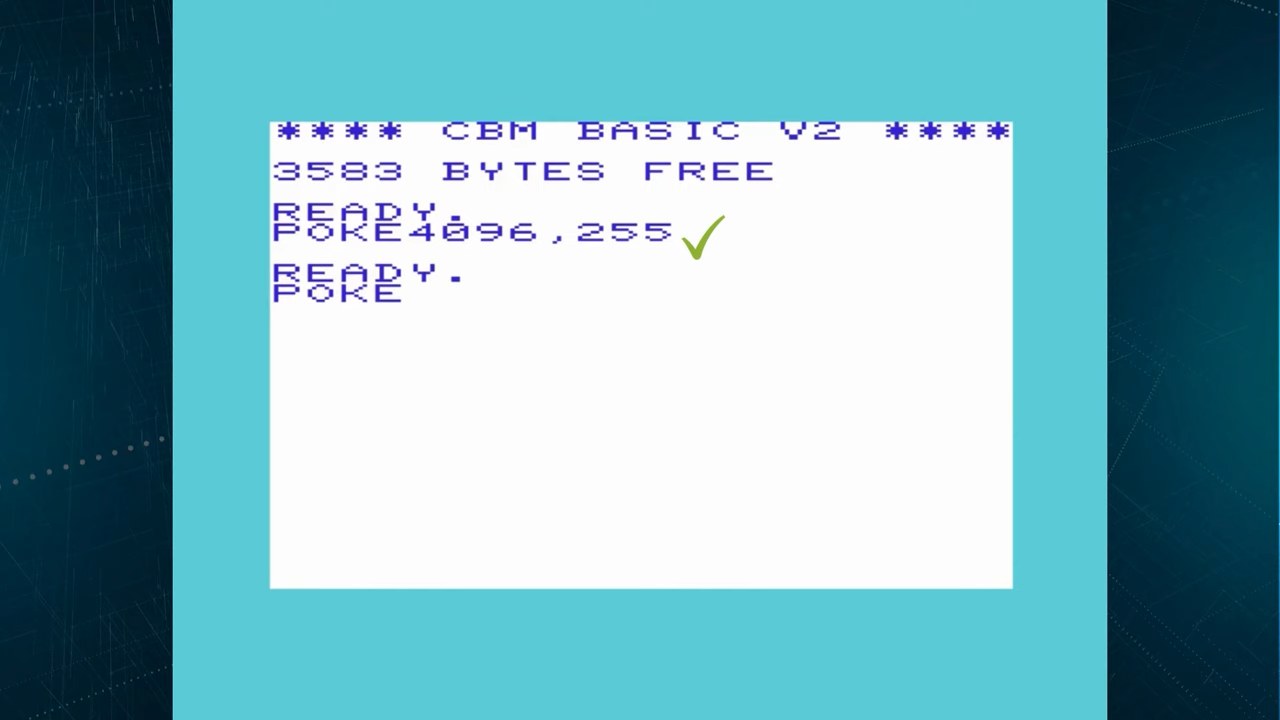 **** CBM BASIC V2 ****
3583 BYTES FREE
READY.
POKE4096,255
READY.
POKE